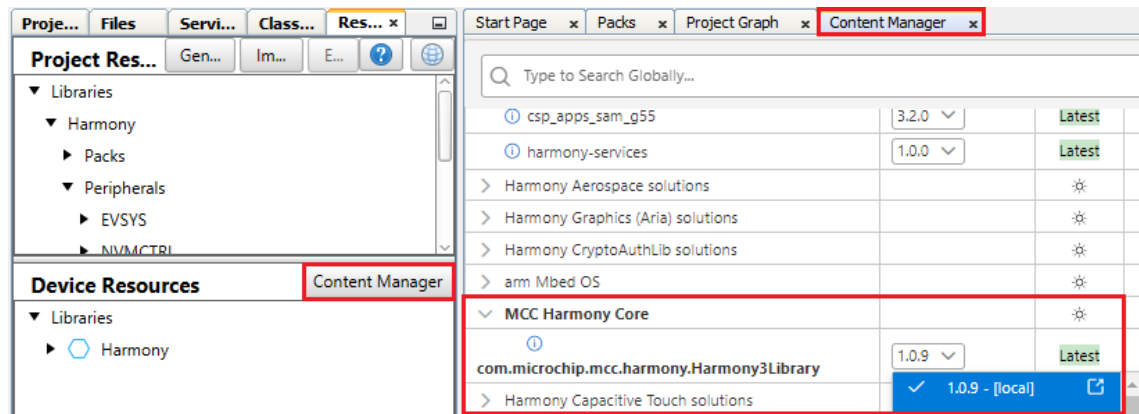 Proje... Files Servi... Class... Res...
Project Res... Gen... Im... E...
Libraries
Harmony
Packs
Peripherals
EVSYS
NVMCTRL
Device Resources Content Manager
Libraries
Harmony
Start Page Packs Project Graph Content Manager
Type to Search Globally...
csp_apps_sam_g55 3.2.0 Latest
harmony-services 1.0.0 Latest
Harmony Aerospace solutions
Harmony Graphics (Aria) solutions
Harmony CryptoAuthLib solutions
arm Mbed OS
MCC Harmony Core
com.microchip.mcc.harmony.Harmony3Library 1.0.9 Latest
1.0.9 - [local]
Harmony Capacitive Touch solutions